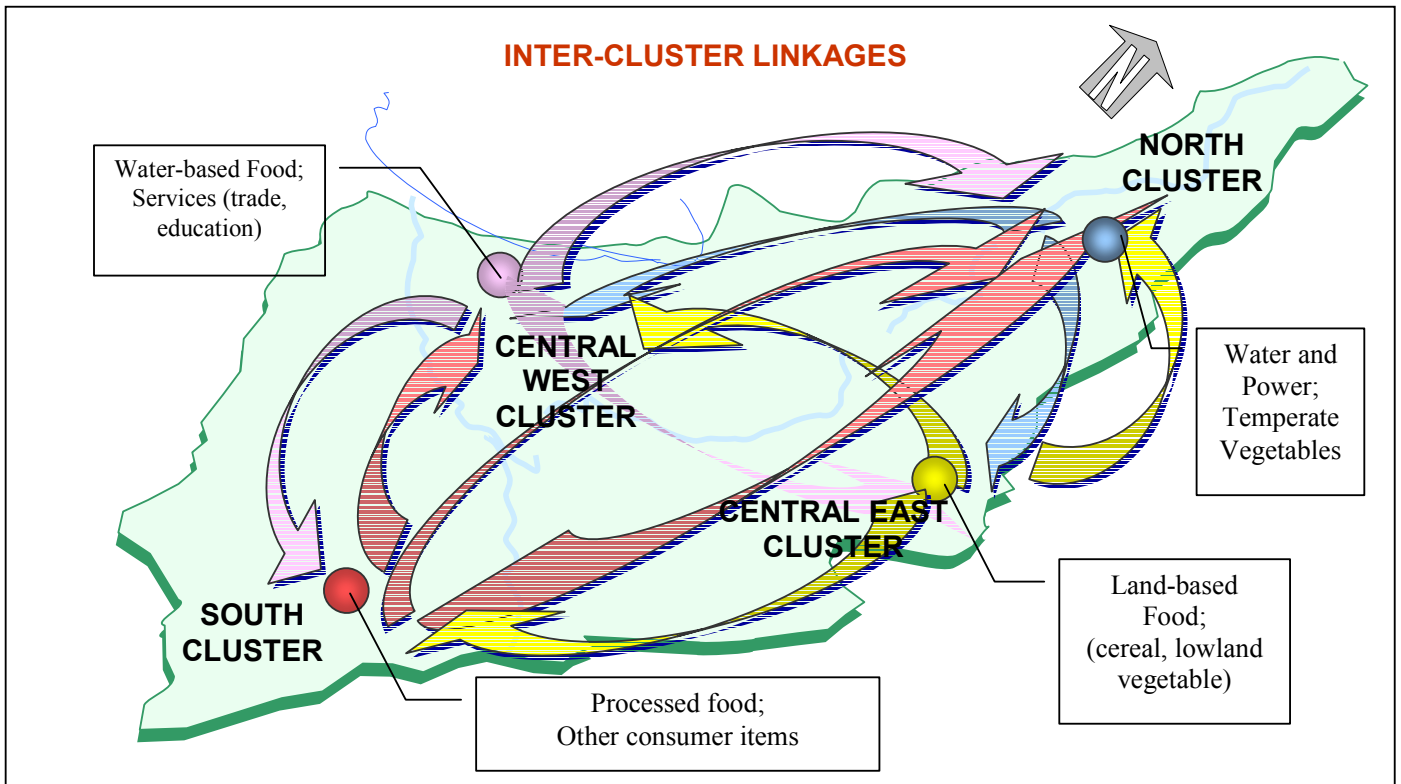 INTER-CLUSTER LINKAGES
N
NORTH
CLUSTER
Water-based Food;
Services (trade,
education)
CENTRAL
WEST
CLUSTER
Water and
Power;
Temperate
Vegetables
CENTRAL EAST
CLUSTER
Land-based
Food;
(cereal, lowland
vegetable)
SOUTH
CLUSTER
Processed food;
Other consumer items